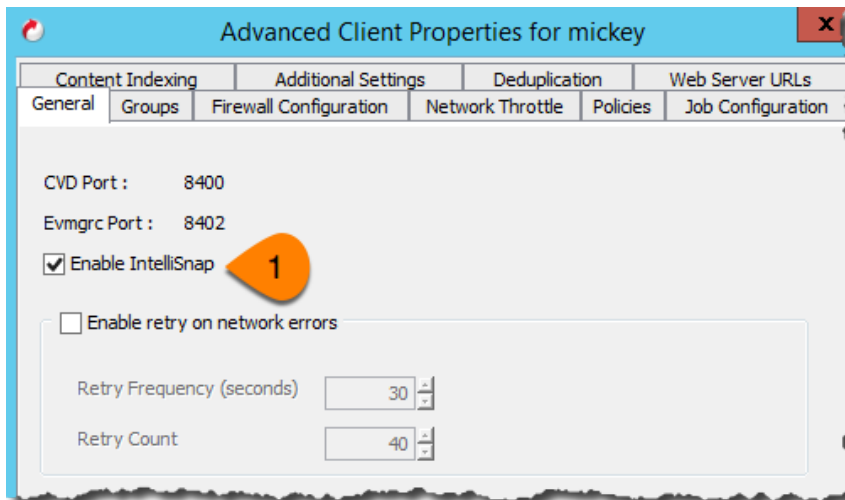 Advanced Client Properties for mickey
x
Content Indexing Additional Settings Deduplication Web Server URLs
General Groups Firewall Configuration Network Throttle Policies Job Configuration
CVD Port : 8400
Evmgrc Port : 8402
Enable IntelliSnap 1
Enable retry on network errors
Retry Frequency (seconds) 30
Retry Count 40